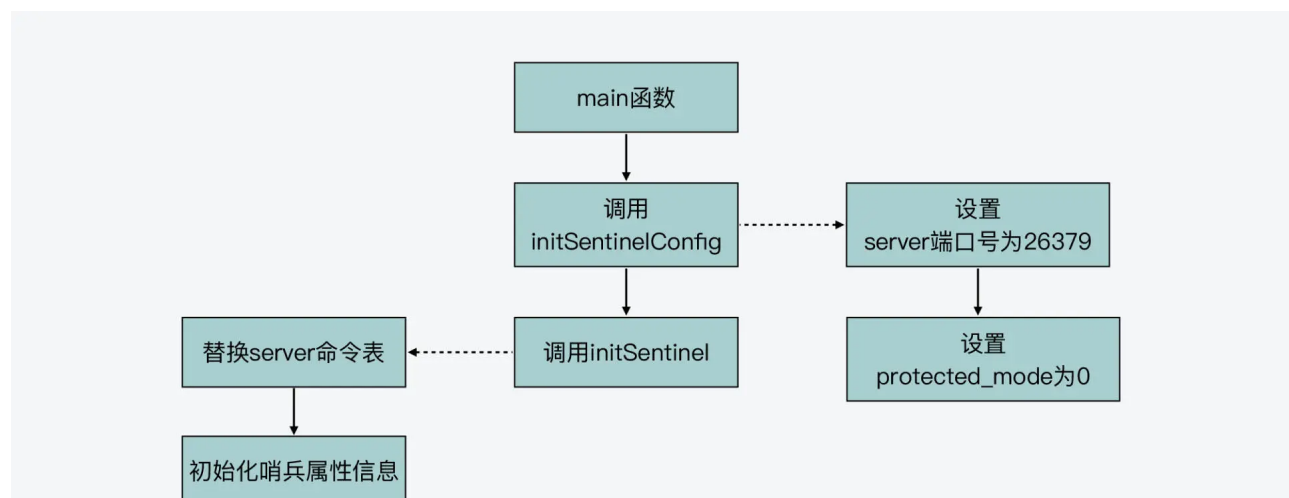 main函数
调用
initSentinelConfig
设置
server端口号为26379
替换server命令表
调用initSentinel
设置
protected_mode为0
初始化哨兵属性信息